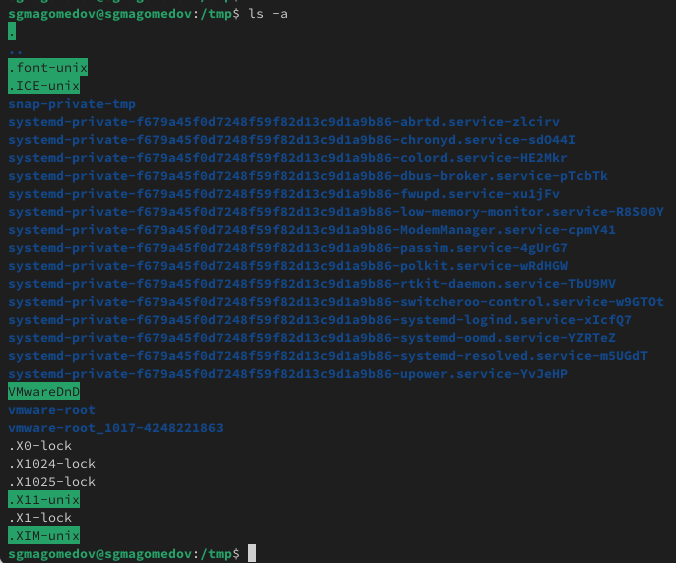 sgmagomedov@sgmagomedov:/tmp$ ls -a
.
..
.font-unix
.ICE-unix
snap-private-tmp
systemd-private-f679a45f0d7248f59f82d13c9d1a9b86-abrtd.service-zlcirv
systemd-private-f679a45f0d7248f59f82d13c9d1a9b86-chronyd.service-sdO44I
systemd-private-f679a45f0d7248f59f82d13c9d1a9b86-colord.service-HE2Mkr
systemd-private-f679a45f0d7248f59f82d13c9d1a9b86-dbus-broker.service-pTcbTk
systemd-private-f679a45f0d7248f59f82d13c9d1a9b86-fwupd.service-xu1jFv
systemd-private-f679a45f0d7248f59f82d13c9d1a9b86-low-memory-monitor.service-R8S00Y
systemd-private-f679a45f0d7248f59f82d13c9d1a9b86-ModemManager.service-cpmY41
systemd-private-f679a45f0d7248f59f82d13c9d1a9b86-passim.service-4gUrG7
systemd-private-f679a45f0d7248f59f82d13c9d1a9b86-polkit.service-wRdHGW
systemd-private-f679a45f0d7248f59f82d13c9d1a9b86-rtkit-daemon.service-TbU9MV
systemd-private-f679a45f0d7248f59f82d13c9d1a9b86-switcheroo-control.service-w9GTOt
systemd-private-f679a45f0d7248f59f82d13c9d1a9b86-systemd-logind.service-xIcfQ7
systemd-private-f679a45f0d7248f59f82d13c9d1a9b86-systemd-oomd.service-YZRTeZ
systemd-private-f679a45f0d7248f59f82d13c9d1a9b86-systemd-resolved.service-m5UGdT
systemd-private-f679a45f0d7248f59f82d13c9d1a9b86-upower.service-YvJeHP
VMwareDnD
vmware-root
vmware-root_1017-4248221863
.X0-lock
.X1024-lock
.X1025-lock
.X11-unix
.X1-lock
.XIM-unix
sgmagomedov@sgmagomedov:/tmp$